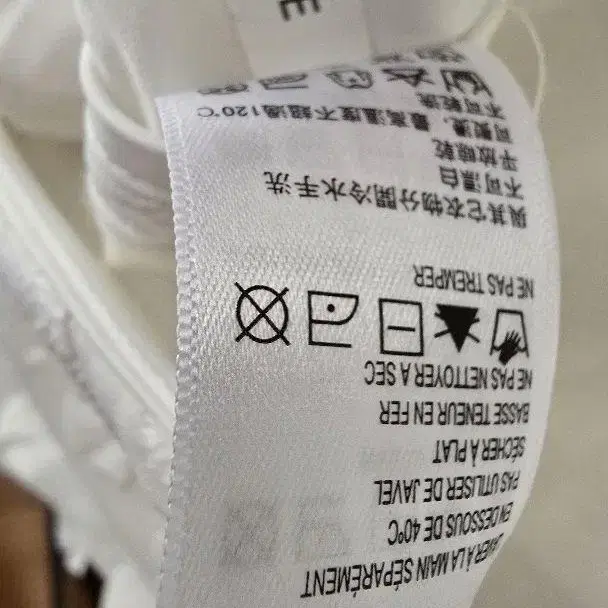 LAVER À LA MAIN SÉPARÉMENT
EN DESSOUS DE 40°C
PAS UTILISER DE JAVEL
SÉCHER À PLAT
BASSE TENEUR EN FER
NE PAS NETTOYER A SEC
NE PAS TREMPER
與其它衣物分開冷水手洗
不可漂白
平放晾乾
可熨燙，最高溫度不超過120℃
不可乾洗
E